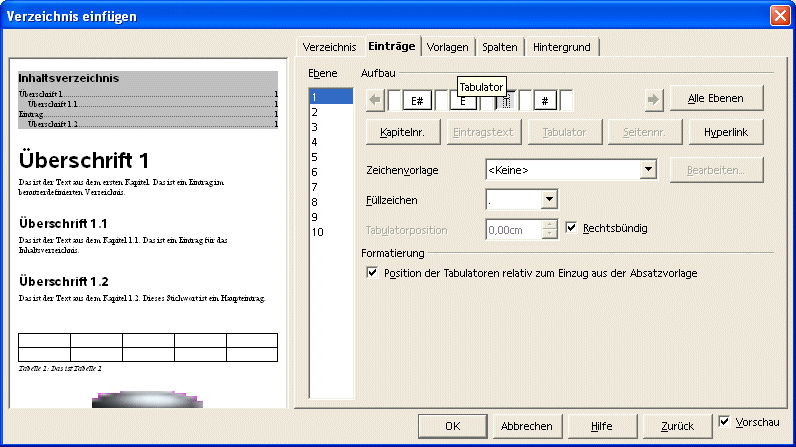 Verzeichnis einfügen
Verzeichnis Einträge Vorlagen Spalten Hintergrund
Inhaltsverzeichnis
Überschrift 1 1
Überschrift 1.1 1
Eintrag 1
Überschrift 1.2 1
Überschrift 1
Das ist der Text aus dem ersten Kapitel. Das ist ein Eintrag im
benutzerdefinierten Verzeichnis.
Überschrift 1.1
Das ist der Text aus dem Kapitel 1.1. Das ist ein Eintrag für das
Inhaltsverzeichnis.
Überschrift 1.2
Das ist der Text aus dem Kapitel 1.2. Dieses Stichwort ist ein Haupteintrag.
Tabelle 1: Das ist Tabelle 1
Ebene
1
2
3
4
5
6
7
8
9
10
Aufbau
Tabulator
E# E T #
Alle Ebenen
Kapitelnr. Eintragstext Tabulator Seitennr. Hyperlink
Zeichenvorlage <Keine> Bearbeiten...
Füllzeichen .
Tabulatorposition 0,00cm Rechtsbündig
Formatierung
Position der Tabulatoren relativ zum Einzug aus der Absatzvorlage
OK Abbrechen Hilfe Zurück Vorschau